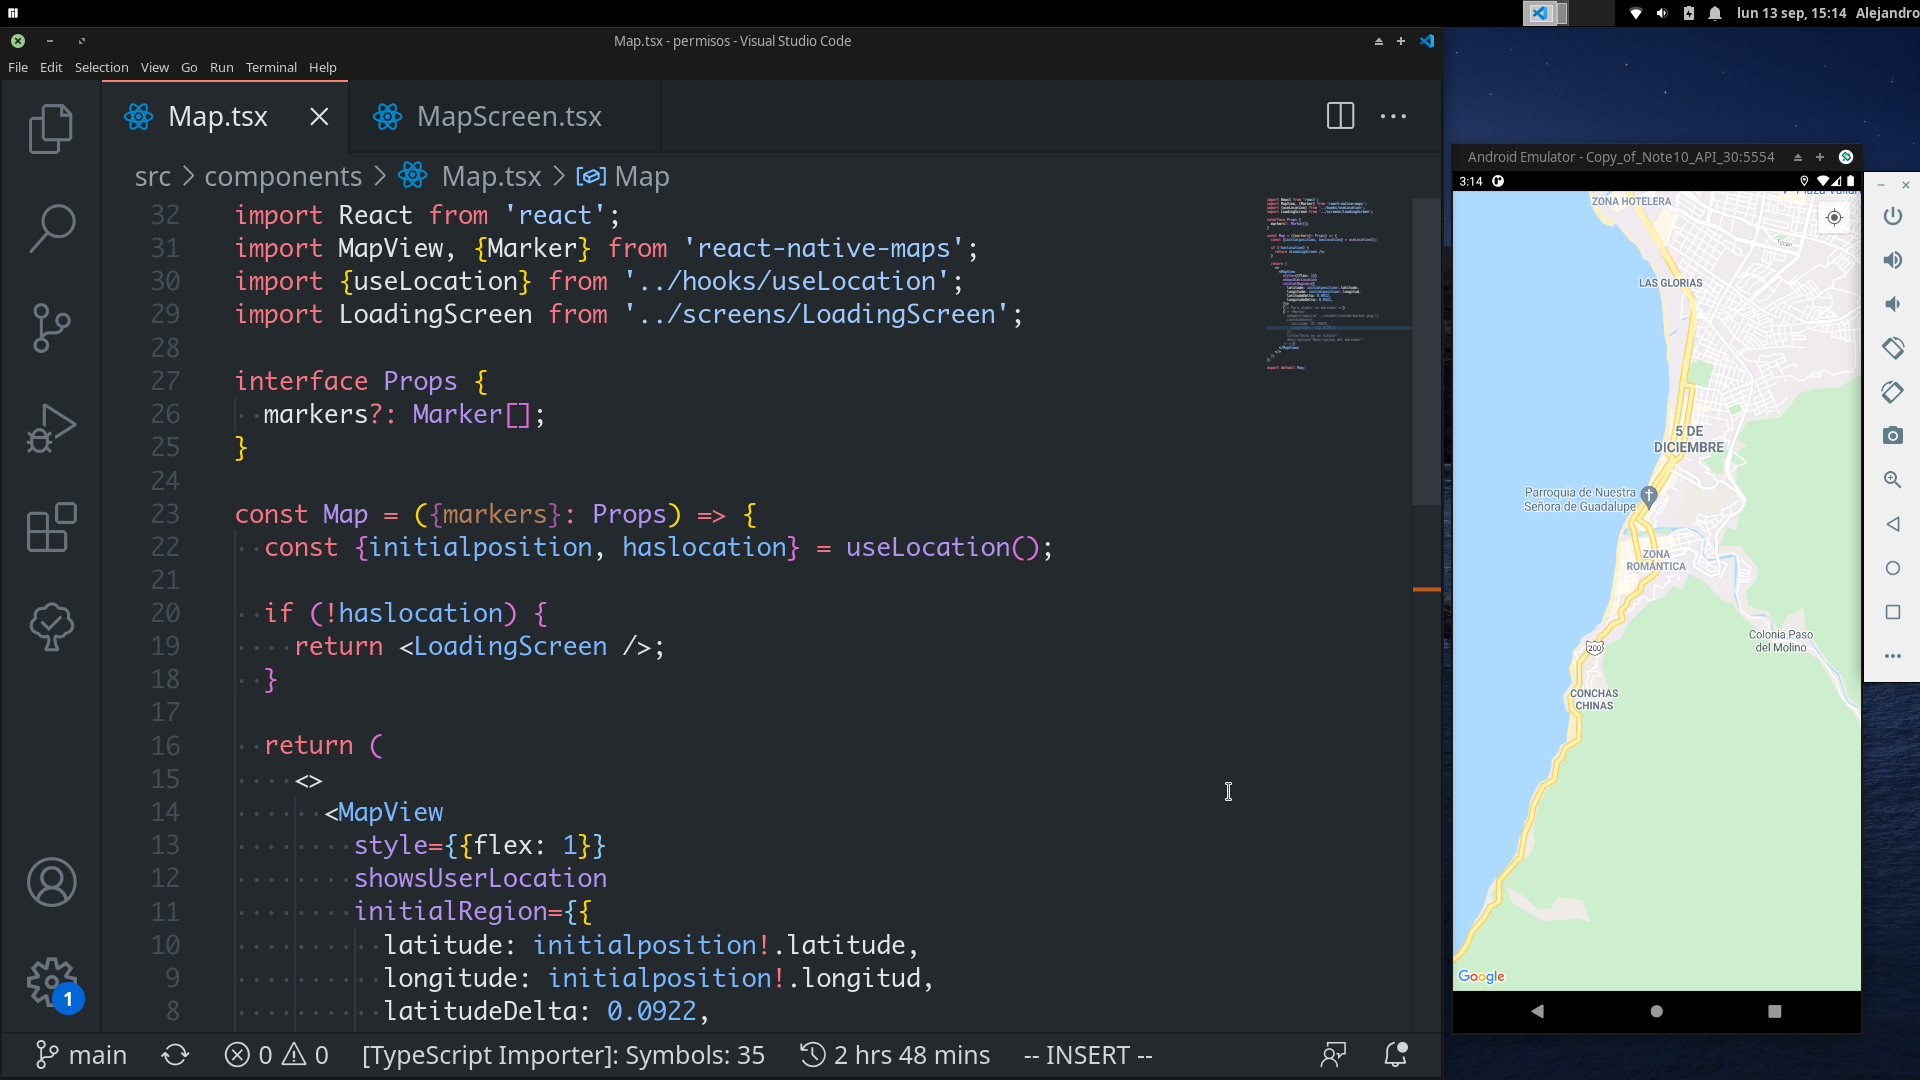 lun 13 sep, 15:14 Alejandro
Map.tsx - permisos - Visual Studio Code
File Edit Selection View Go Run Terminal Help
Map.tsx
MapScreen.tsx
src > components > Map.tsx > Map
32 import React from 'react';
31 import MapView, {Marker} from 'react-native-maps';
30 import {useLocation} from '../hooks/useLocation';
29 import LoadingScreen from '../screens/LoadingScreen';
28
27 interface Props {
26 markers?: Marker[];
25 }
24
23 const Map = ({markers}: Props) => {
22 const {initialposition, haslocation} = useLocation();
21
20 if (!haslocation) {
19 return <LoadingScreen />;
18 }
17
16 return (
15 <>
14 <MapView
13 style={{flex: 1}}
12 showsUserLocation
11 initialRegion={{
10 latitude: initialposition!.latitude,
9 longitude: initialposition!.longitud,
8 latitudeDelta: 0.0922,
1
main 0 0 [TypeScript Importer]: Symbols: 35 2 hrs 48 mins -- INSERT --
Android Emulator - Copy_of_Note10_API_30:5554
3:14
ZONA HOTELERA
LAS GLORIAS
5 DE
DICIEMBRE
Parroquia de Nuestra
Señora de Guadalupe
ZONA
ROMÁNTICA
Colonia Paso
del Molino
200
CONCHAS
CHINAS
Google